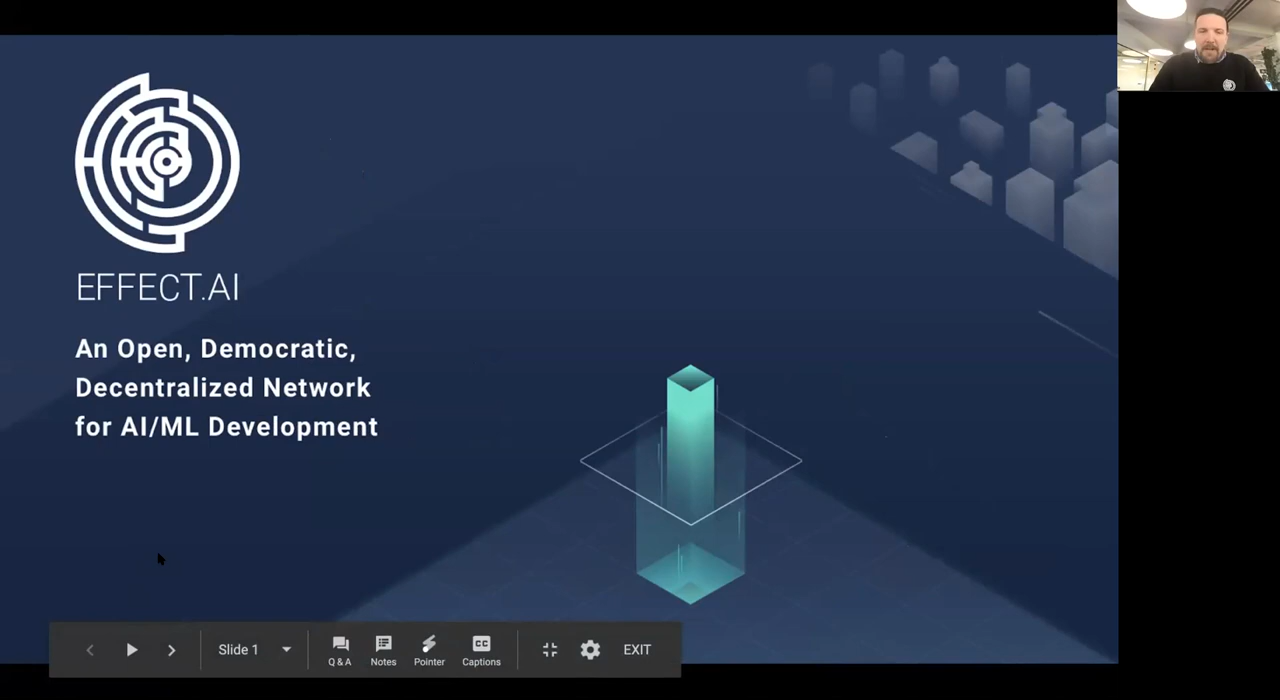 EFFECT.AI
An Open, Democratic,
Decentralized Network
for AI/ML Development
Slide 1
Q & A
Notes
Pointer
CC
Captions
EXIT